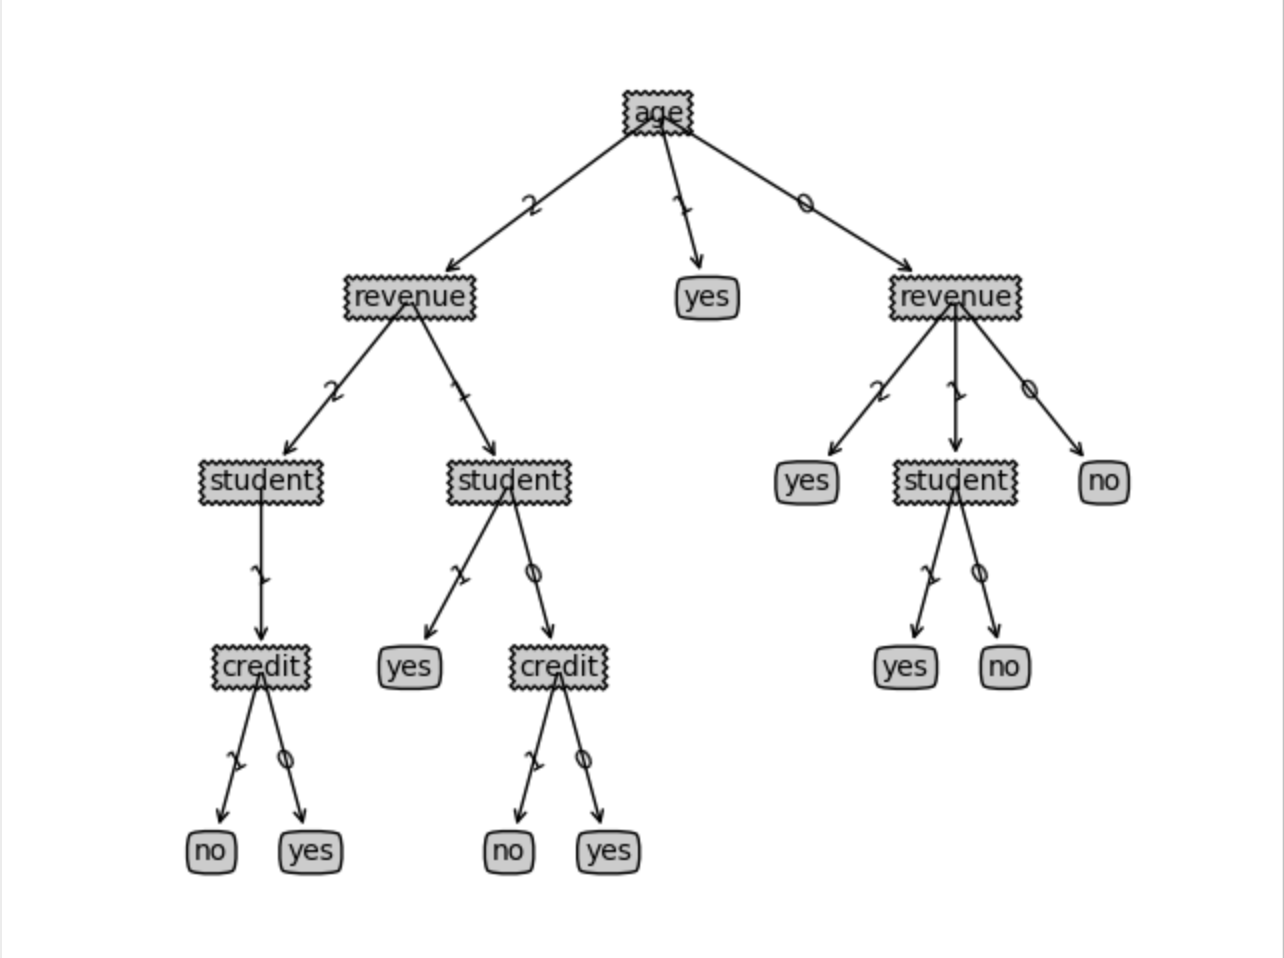 age
2 1 0
revenue yes revenue
2 1 2 1 0
student student yes student no
1 1 0 1 0
credit yes credit yes no
1 0 1 0
no yes no yes